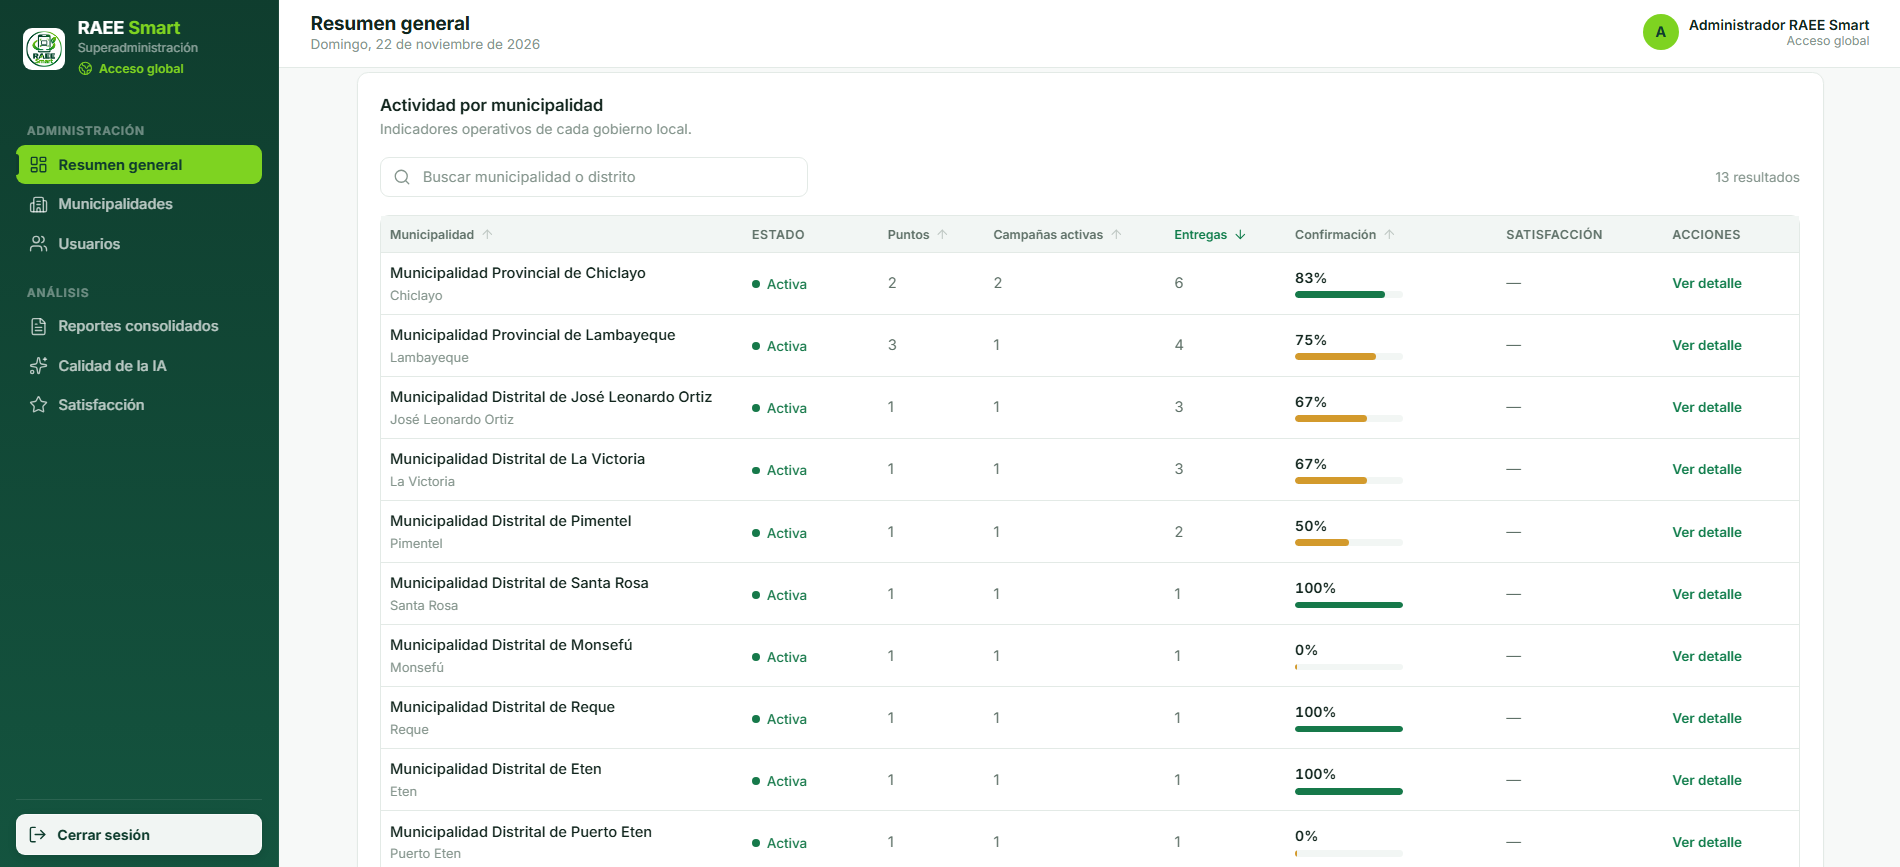 RAEE Smart
Superadministración
Acceso global
RAEE
Smart
ADMINISTRACIÓN
Resumen general
Municipalidades
Usuarios
ANÁLISIS
Reportes consolidados
Calidad de la IA
Satisfacción
Cerrar sesión
Resumen general
Domingo, 22 de noviembre de 2026
A
Administrador RAEE Smart
Acceso global
Actividad por municipalidad
Indicadores operativos de cada gobierno local.
Buscar municipalidad o distrito
13 resultados
Municipalidad ESTADO Puntos Campañas activas Entregas Confirmación SATISFACCIÓN ACCIONES
Municipalidad Provincial de Chiclayo
Chiclayo
Activa 2 2 6 83% — Ver detalle
Municipalidad Provincial de Lambayeque
Lambayeque
Activa 3 1 4 75% — Ver detalle
Municipalidad Distrital de José Leonardo Ortiz
José Leonardo Ortiz
Activa 1 1 3 67% — Ver detalle
Municipalidad Distrital de La Victoria
La Victoria
Activa 1 1 3 67% — Ver detalle
Municipalidad Distrital de Pimentel
Pimentel
Activa 1 1 2 50% — Ver detalle
Municipalidad Distrital de Santa Rosa
Santa Rosa
Activa 1 1 1 100% — Ver detalle
Municipalidad Distrital de Monsefú
Monsefú
Activa 1 1 1 0% — Ver detalle
Municipalidad Distrital de Reque
Reque
Activa 1 1 1 100% — Ver detalle
Municipalidad Distrital de Eten
Eten
Activa 1 1 1 100% — Ver detalle
Municipalidad Distrital de Puerto Eten
Puerto Eten
Activa 1 1 1 0% — Ver detalle